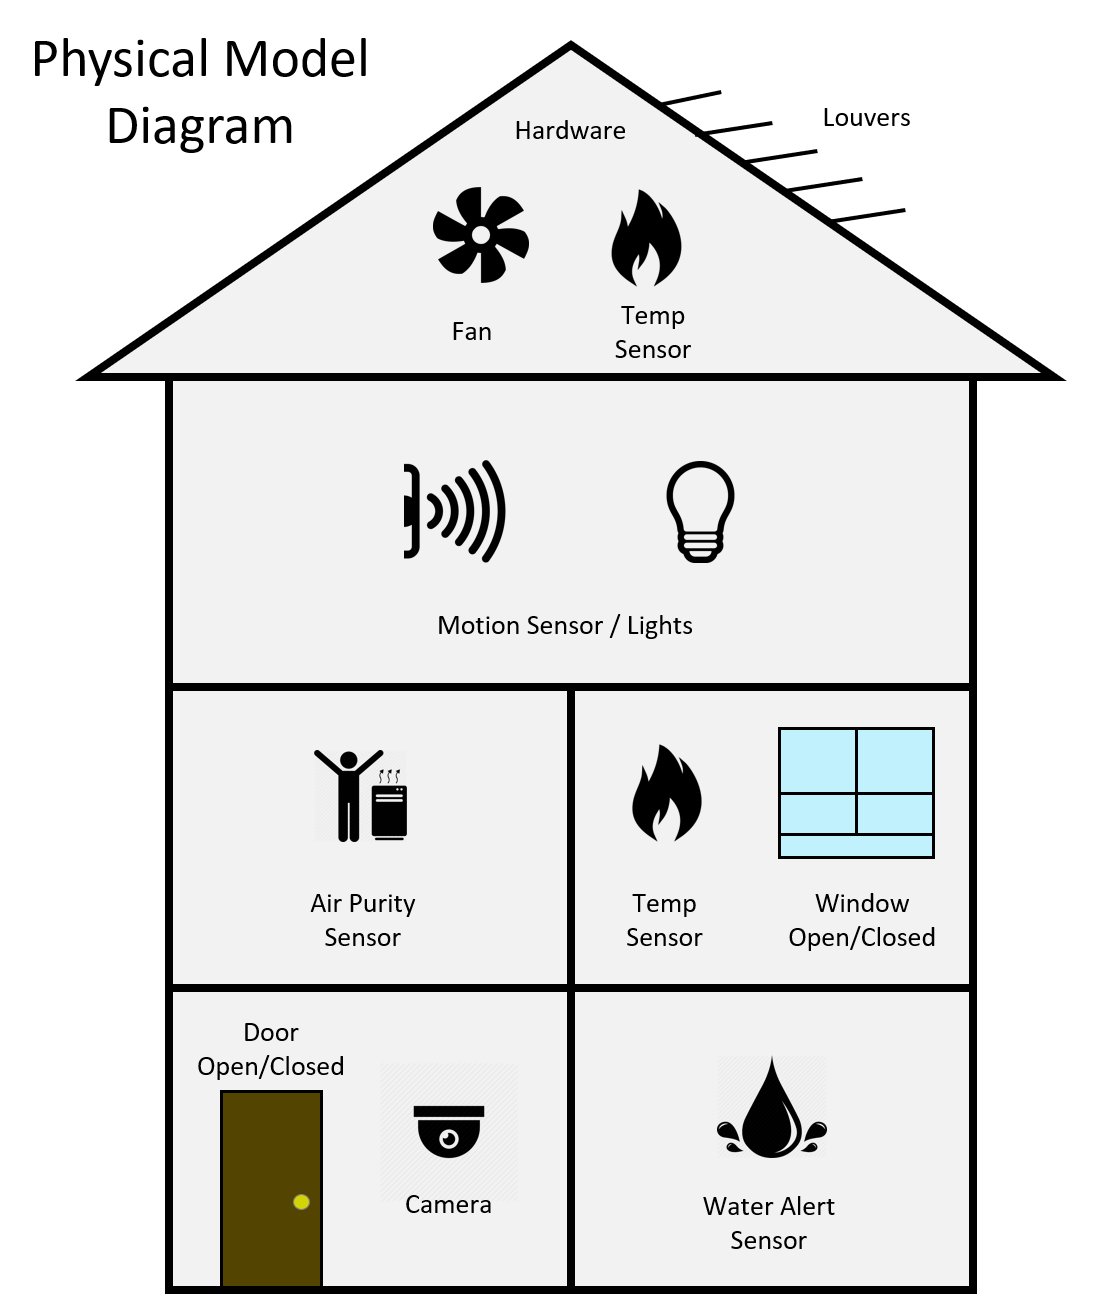 Physical Model
Diagram
Hardware
Louvers
Fan
Temp
Sensor
Motion Sensor / Lights
Air Purity
Sensor
Temp
Sensor
Window
Open/Closed
Door
Open/Closed
Camera
Water Alert
Sensor